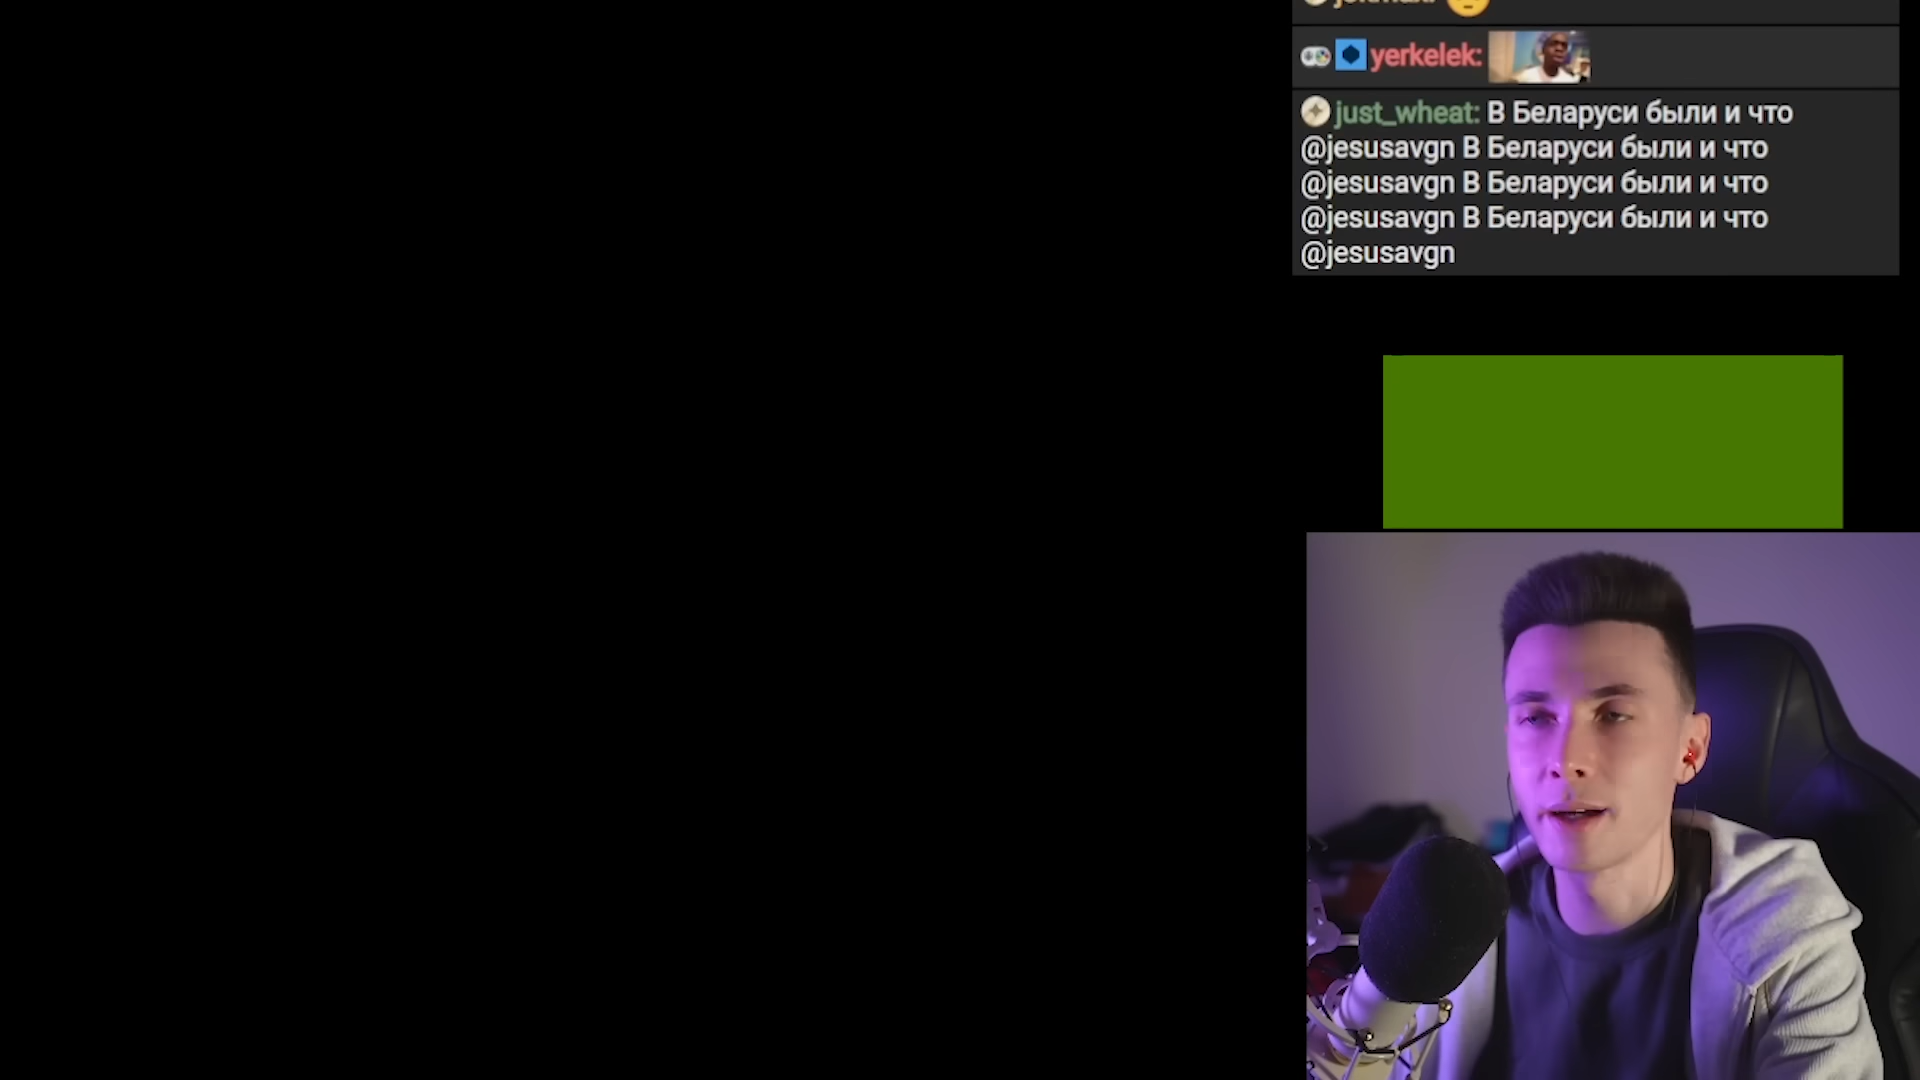 yerkelek:
just_wheat: В Беларуси были и что
@jesusavgn В Беларуси были и что
@jesusavgn В Беларуси были и что
@jesusavgn В Беларуси были и что
@jesusavgn